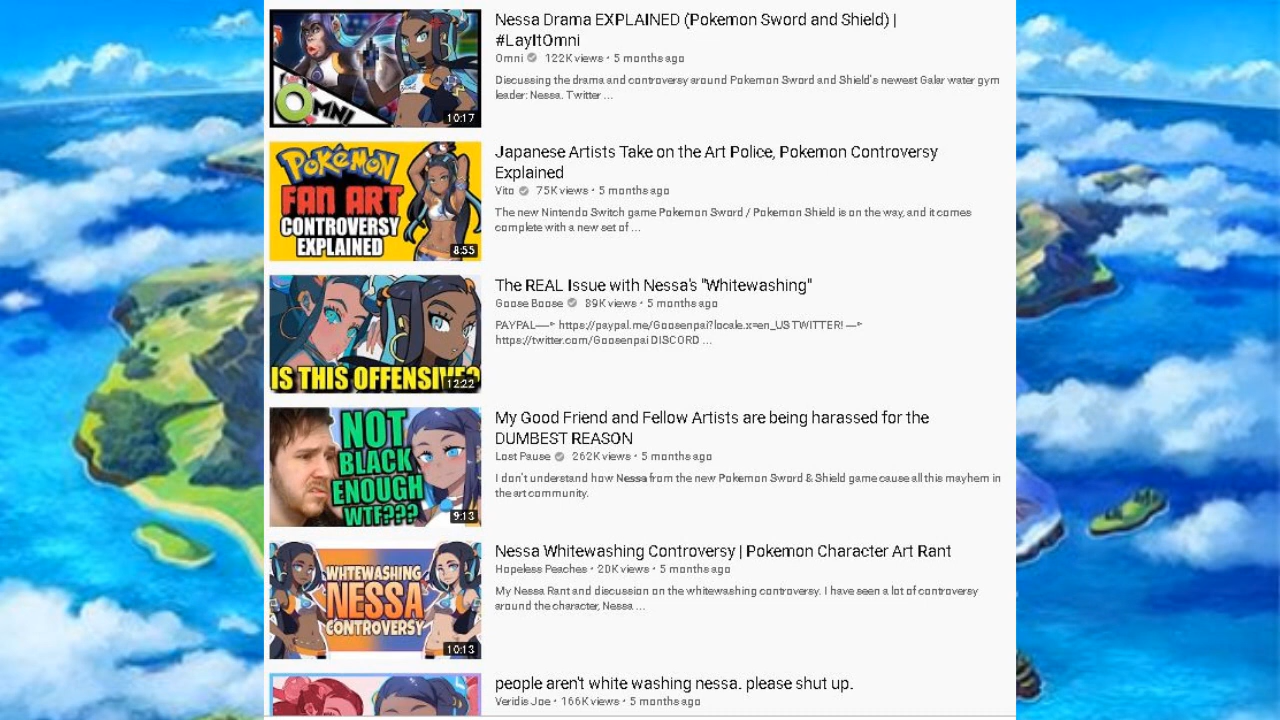 Nessa Drama EXPLAINED (Pokemon Sword and Shield) |
#LayItOmni
Omni 122K views • 5 months ago
Discussing the drama and controversy around Pokemon Sword and Shield's newest Galar water gym
leader: Nessa. Twitter ...
OMNI
10:17
Japanese Artists Take on the Art Police, Pokemon Controversy
Explained
Vito 75K views • 5 months ago
The new Nintendo Switch game Pokemon Sword / Pokemon Shield is on the way, and it comes
complete with a new set of ...
POKéMON
FAN ART
CONTROVERSY
EXPLAINED
8:55
The REAL Issue with Nessa's "Whitewashing"
Goose Boose 89K views • 5 months ago
PAYPAL—► https://paypal.me/Goosenpai?locale.x=en_US TWITTER! —►
https://twitter.com/Goosenpai DISCORD ...
IS THIS OFFENSIVE?
12:22
My Good Friend and Fellow Artists are being harassed for the
DUMBEST REASON
Lost Pause 262K views • 5 months ago
I don't understand how Nessa from the new Pokemon Sword & Shield game cause all this mayhem in
the art community.
NOT
BLACK
ENOUGH
WTF???
9:13
Nessa Whitewashing Controversy | Pokemon Character Art Rant
Hopeless Peaches • 20K views • 5 months ago
My Nessa Rant and discussion on the whitewashing controversy. I have seen a lot of controversy
around the character, Nessa ...
WHTEWASHING
NESSA
CONTROVERSY
10:13
people aren't white washing nessa. please shut up.
Veridis Joe • 166K views • 5 months ago